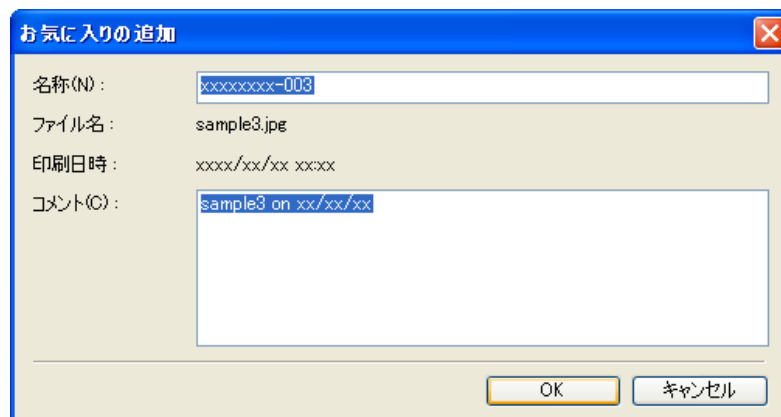 お気に入りの追加
名称(N)： xxxxxxxx-003
ファイル名： sample3.jpg
印刷日時： xxxx/xx/xx xx:xx
コメント(C)： sample3 on xx/xx/xx
OK キャンセル